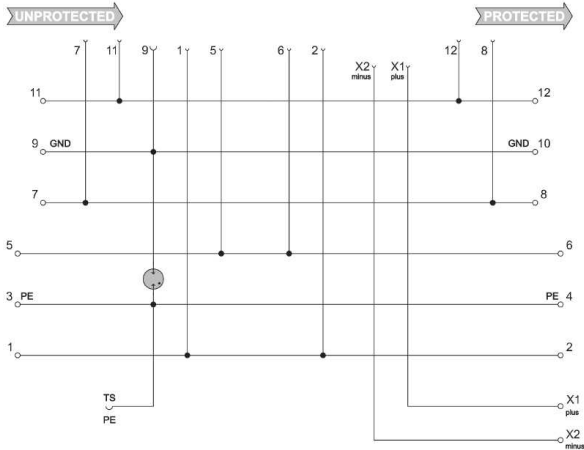 UNPROTECTED PROTECTED
7 11 9 1 5 6 2 12 8
X2 X1
minus plus
11 12
9 GND GND 10
7 8
5 6
3 PE PE 4
1 2
TS
PE
X1
plus
X2
minus